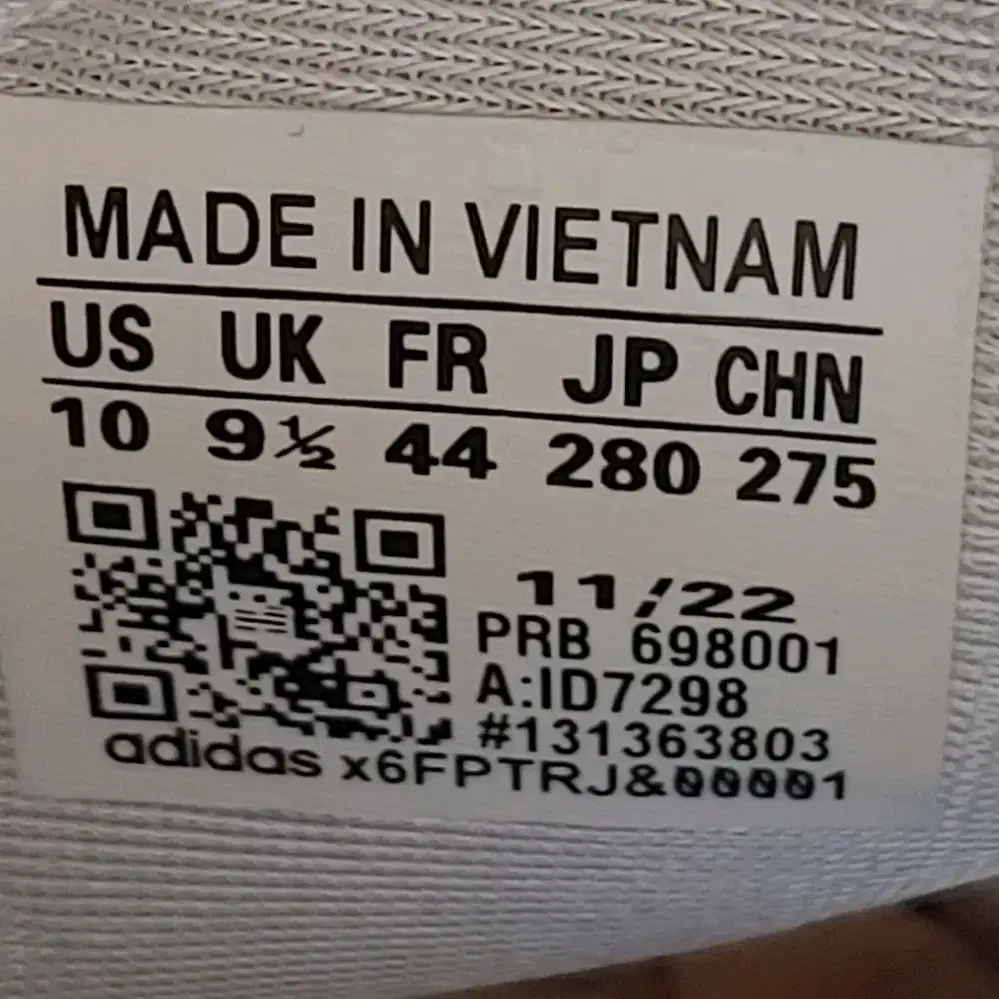 MADE IN VIETNAM
US UK FR JP CHN
10 9½ 44 280 275
11/22
PRB 698001
A:ID7298
#131363803
adidas x6FPTRJ&00001